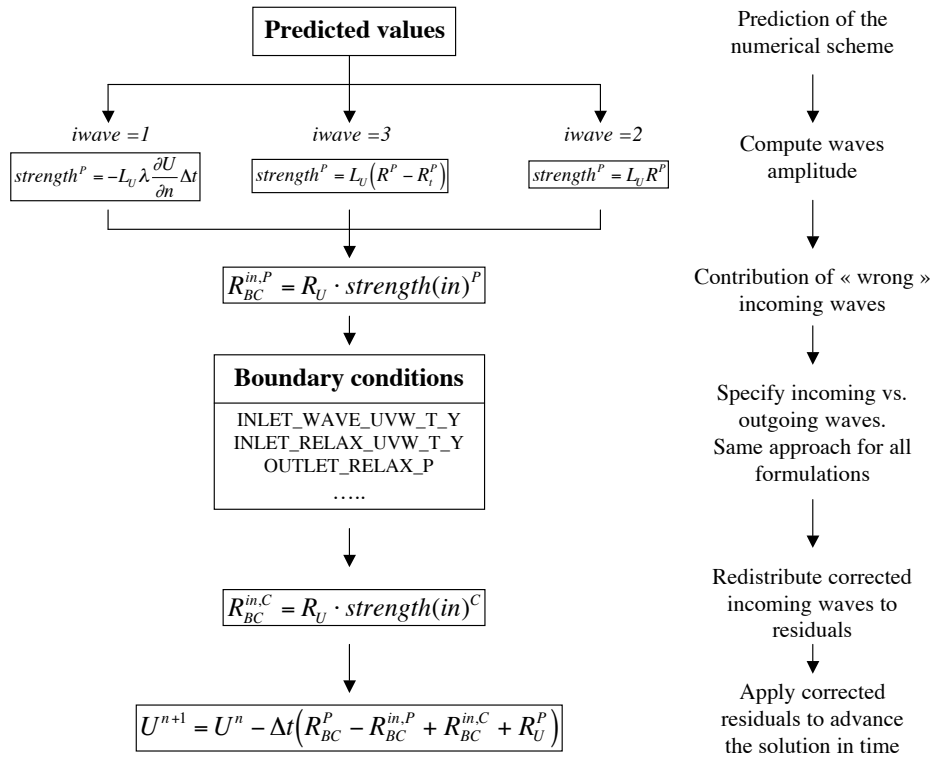 Predicted values
iwave =1
iwave =3
iwave =2
strength^P = -L_U λ ∂U/∂n Δt
strength^P = L_U(R^P - R_t^P)
strength^P = L_U R^P
R_BC^{in,P} = R_U · strength(in)^P
Boundary conditions
INLET_WAVE_UVW_T_Y
INLET_RELAX_UVW_T_Y
OUTLET_RELAX_P
…..
R_BC^{in,C} = R_U · strength(in)^C
U^{n+1} = U^n - Δt(R_BC^P - R_BC^{in,P} + R_BC^{in,C} + R_U^P)
Prediction of the
numerical scheme
Compute waves
amplitude
Contribution of « wrong »
incoming waves
Specify incoming vs.
outgoing waves.
Same approach for all
formulations
Redistribute corrected
incoming waves to
residuals
Apply corrected
residuals to advance
the solution in time